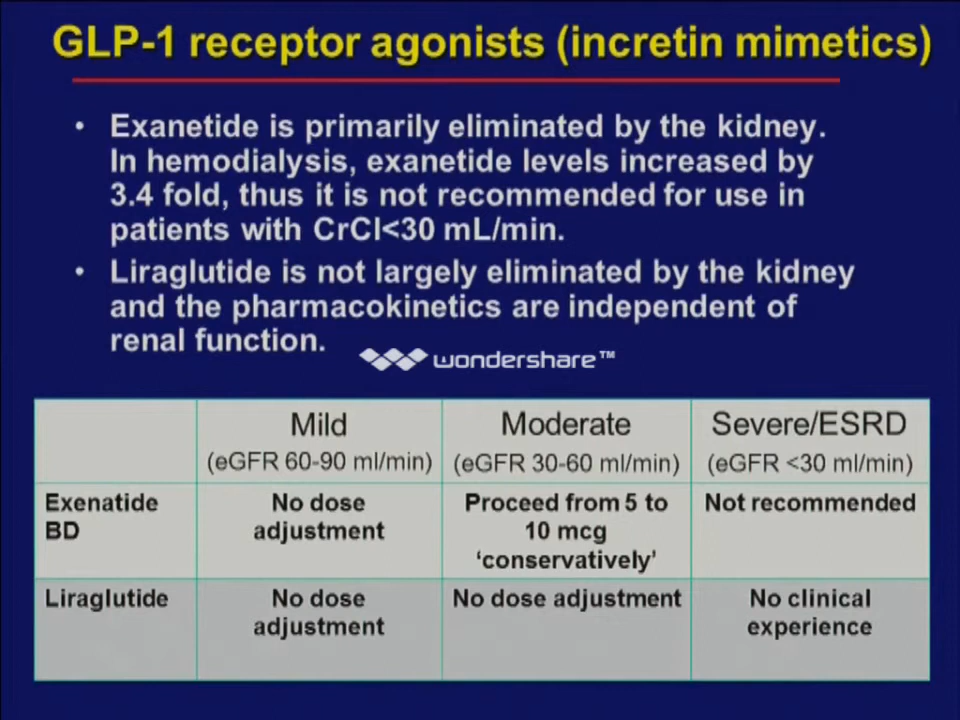 GLP-1 receptor agonists (incretin mimetics)
• Exanetide is primarily eliminated by the kidney.
In hemodialysis, exanetide levels increased by
3.4 fold, thus it is not recommended for use in
patients with CrCl<30 mL/min.
• Liraglutide is not largely eliminated by the kidney
and the pharmacokinetics are independent of
renal function.
wondershare™
Mild Moderate Severe/ESRD
(eGFR 60-90 ml/min) (eGFR 30-60 ml/min) (eGFR <30 ml/min)
Exenatide No dose Proceed from 5 to Not recommended
BD adjustment 10 mcg
‘conservatively’
Liraglutide No dose No dose adjustment No clinical
adjustment experience